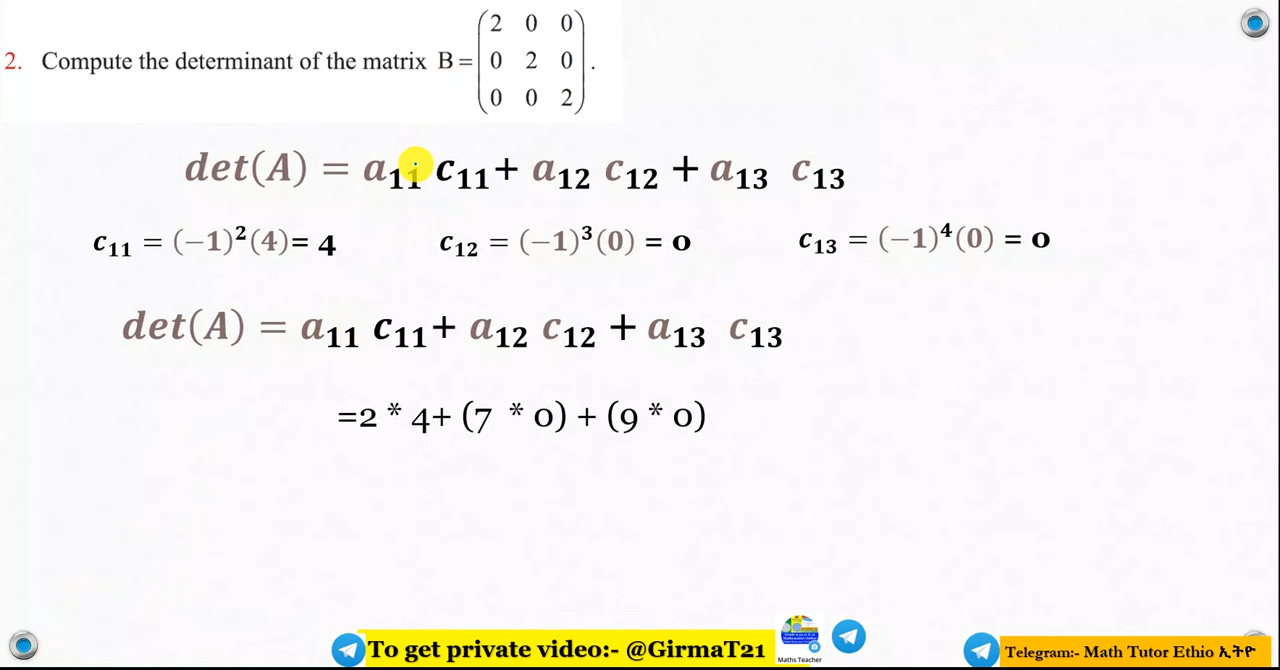 2. Compute the determinant of the matrix B = (2 0 0
0 2 0
0 0 2).
det(A) = a₁₁ c₁₁+ a₁₂ c₁₂ + a₁₃ c₁₃
c₁₁ = (−1)²(4)= 4 c₁₂ = (−1)³(0) = 0 c₁₃ = (−1)⁴(0) = 0
det(A) = a₁₁ c₁₁+ a₁₂ c₁₂ + a₁₃ c₁₃
=2 * 4+ (7 * 0) + (9 * 0)
To get private video:- @GirmaT21
Maths Teacher
Telegram:- Math Tutor Ethio ኢትዮ